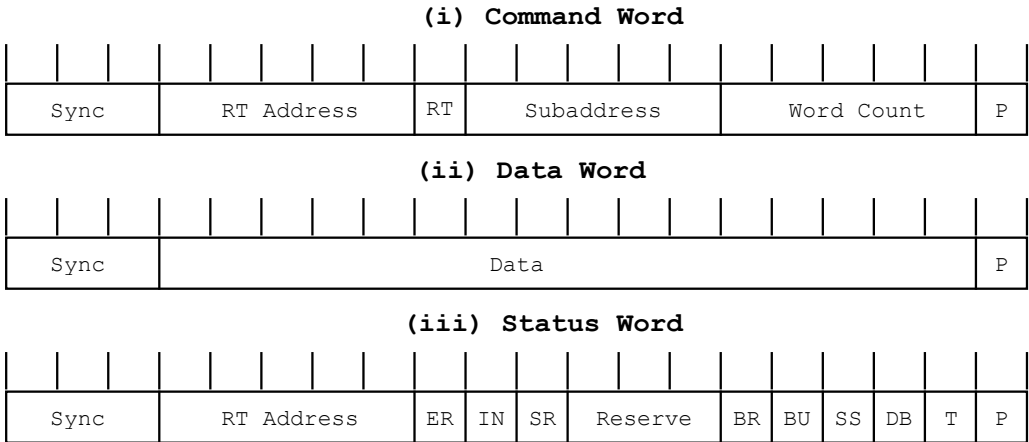 (i) Command Word
Sync RT Address RT Subaddress Word Count P
(ii) Data Word
Sync Data P
(iii) Status Word
Sync RT Address ER IN SR Reserve BR BU SS DB T P